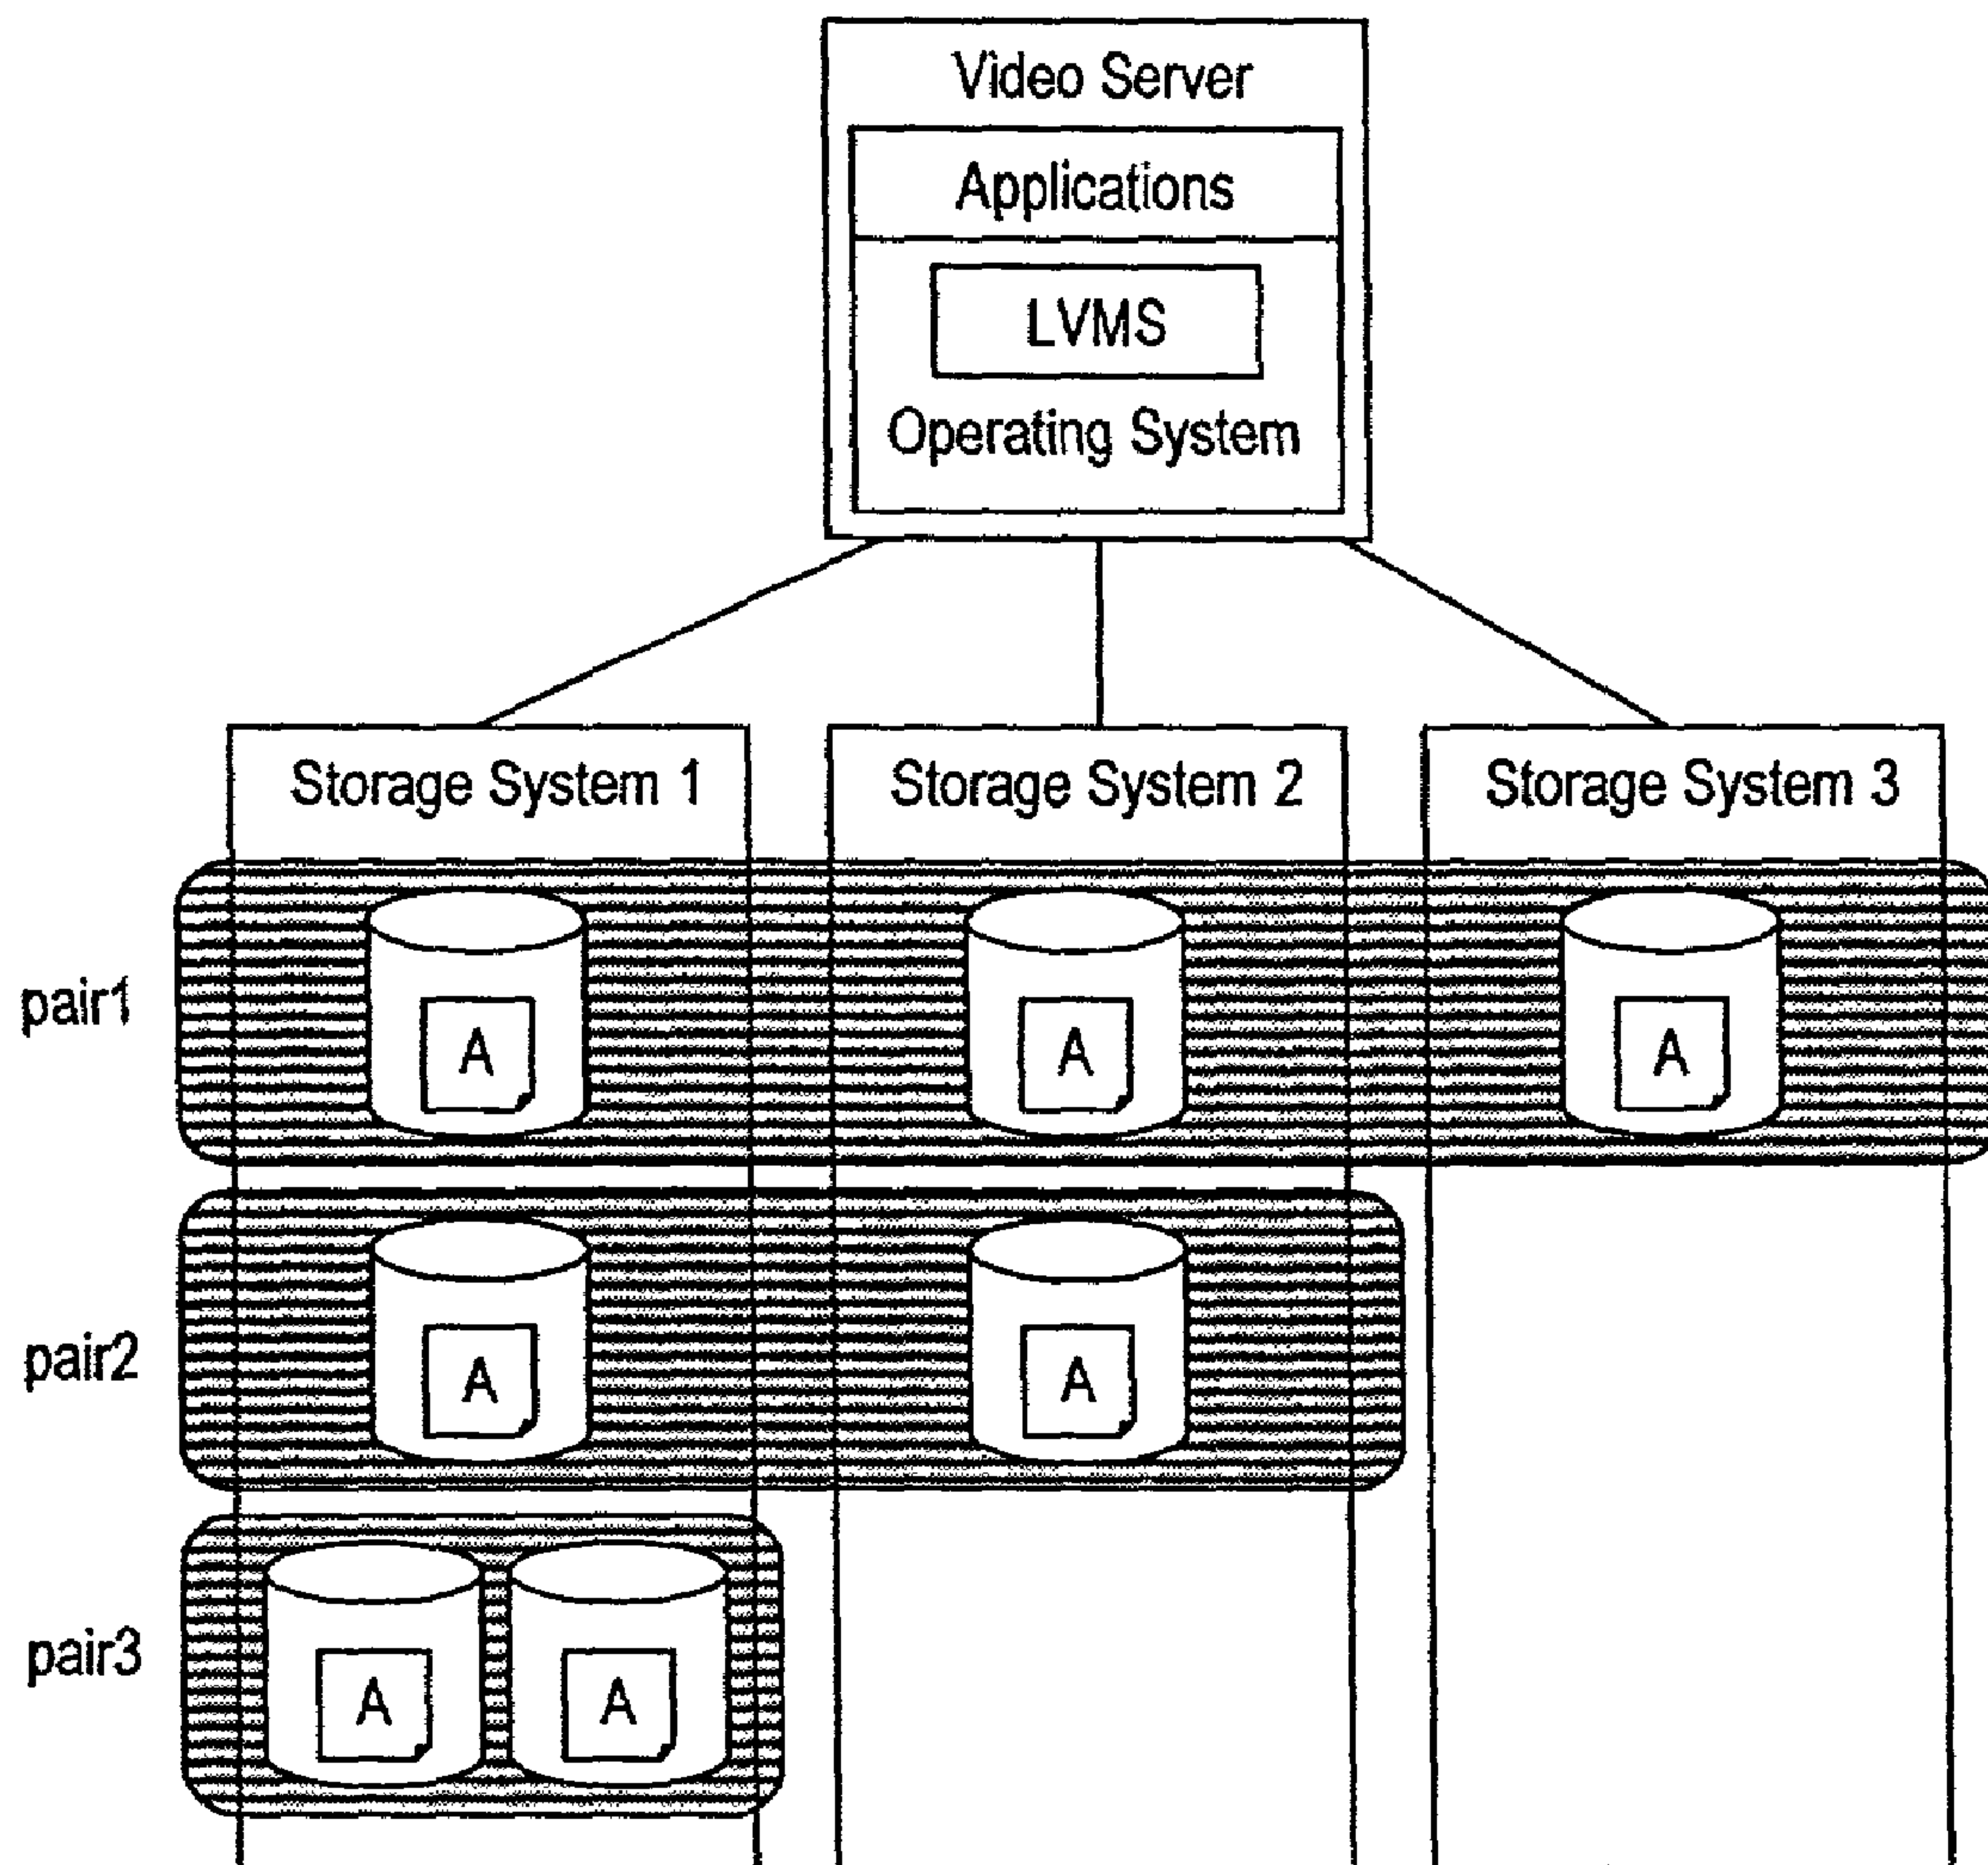 Video Server
Applications
LVMS
Operating System
Storage System 1
Storage System 2
Storage System 3
pair1
A
A
A
pair2
A
A
pair3
A
A